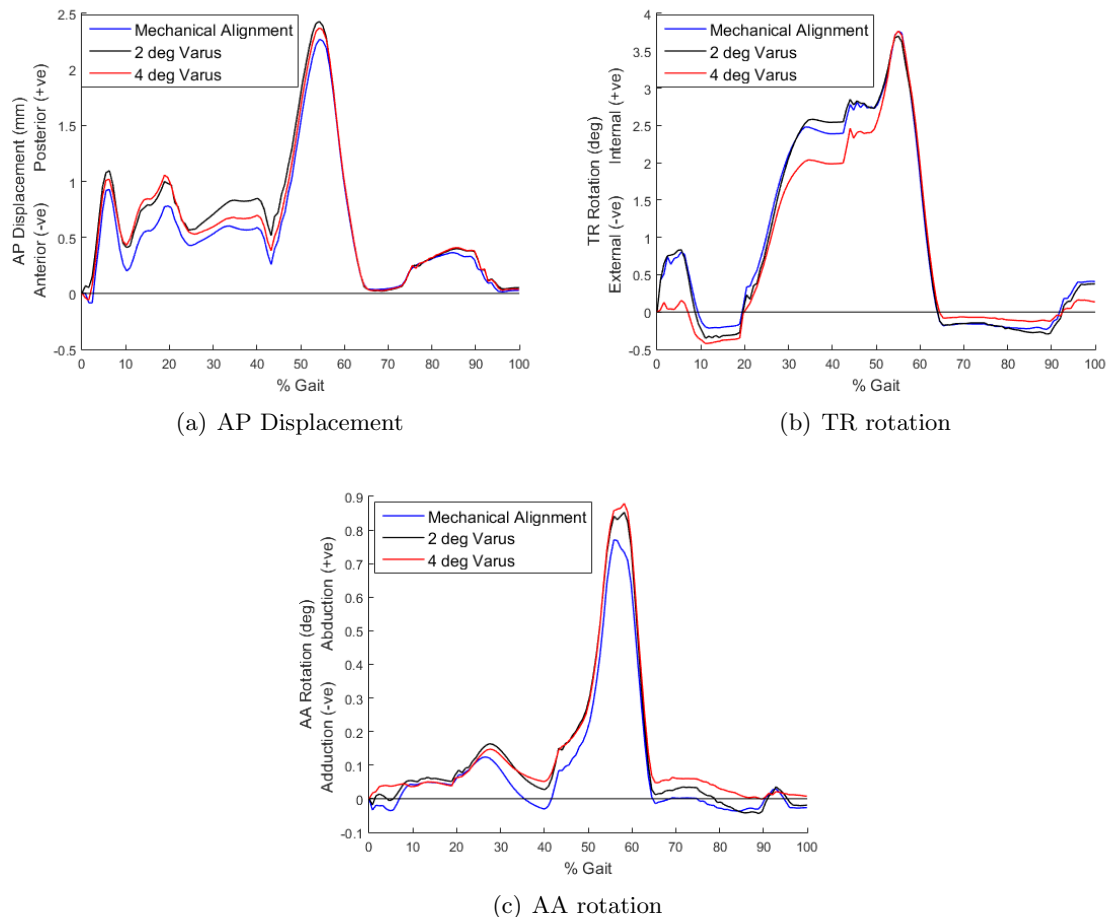 Mechanical Alignment
2 deg Varus
4 deg Varus
AP Displacement (mm)
Anterior (-ve) Posterior (+ve)
2.5
2
1.5
1
0.5
0
-0.5
0 10 20 30 40 50 60 70 80 90 100
% Gait
(a) AP Displacement
Mechanical Alignment
2 deg Varus
4 deg Varus
TR Rotation (deg)
External (-ve) Internal (+ve)
4
3.5
3
2.5
2
1.5
1
0.5
0
-0.5
0 10 20 30 40 50 60 70 80 90 100
% Gait
(b) TR rotation
Mechanical Alignment
2 deg Varus
4 deg Varus
AA Rotation (deg)
Adduction (-ve) Abduction (+ve)
0.9
0.8
0.7
0.6
0.5
0.4
0.3
0.2
0.1
0
-0.1
0 10 20 30 40 50 60 70 80 90 100
% Gait
(c) AA rotation